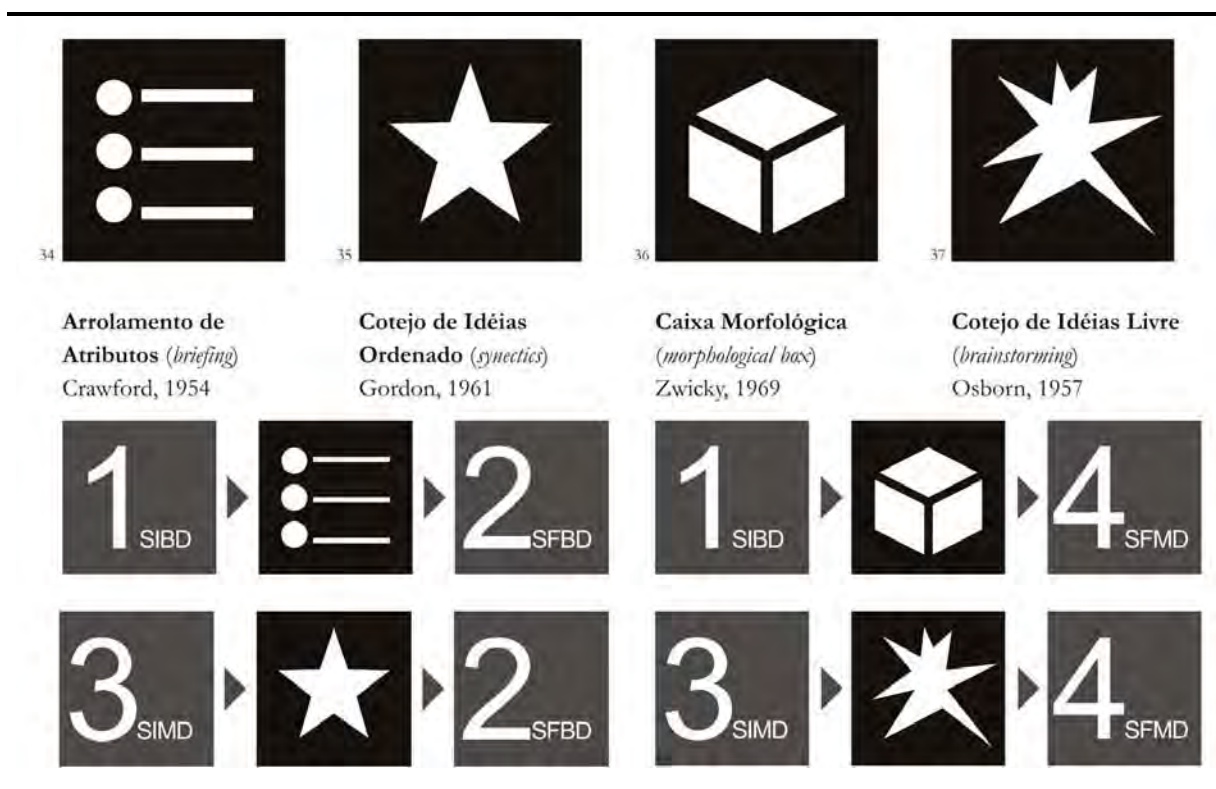 34
35
36
37
Arrolamento de
Atributos (briefing)
Crawford, 1954
Cotejo de Idéias
Ordenado (synectics)
Gordon, 1961
Caixa Morfológica
(morphological box)
Zwicky, 1969
Cotejo de Idéias Livre
(brainstorming)
Osborn, 1957
1 SIBD
2 SFBD
1 SIBD
4 SFMD
3 SIMD
2 SFBD
3 SIMD
4 SFMD